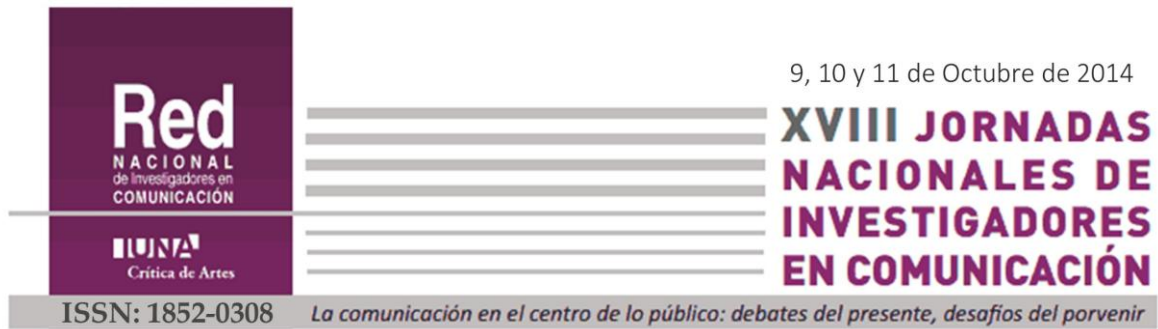 Red
NACIONAL
de Investigadores en
COMUNICACIÓN
IUNA
Crítica de Artes
9, 10 y 11 de Octubre de 2014
XVIII JORNADAS
NACIONALES DE
INVESTIGADORES
EN COMUNICACIÓN
ISSN: 1852-0308
La comunicación en el centro de lo público: debates del presente, desafíos del porvenir